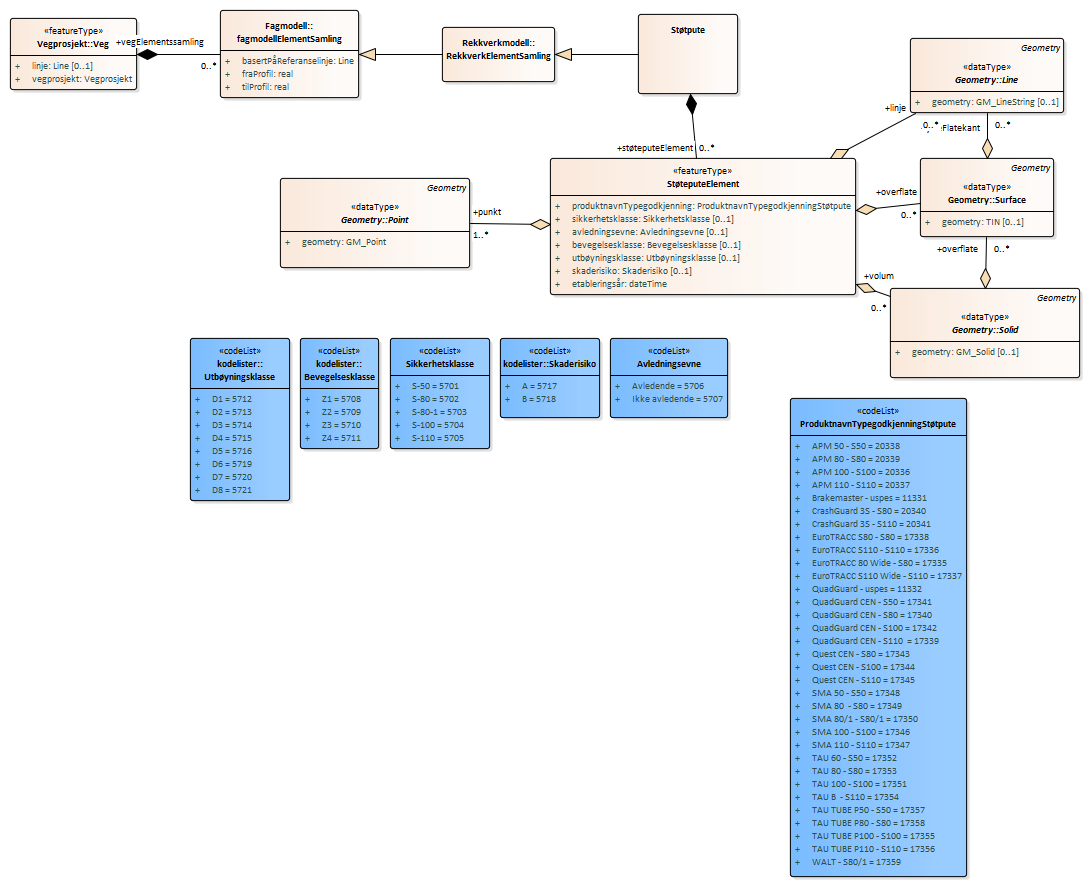 «featureType»
Vegprosjekt::Veg
+ linje: Line [0..1]
+ vegprosjekt: Vegprosjekt
+vegElementssamling
0..*
Fagmodell::
fagmodellElementSamling
+ basertPåReferanselinje: Line
+ fraProfil: real
+ tilProfil: real
Rekkverkmodell::
RekkverkElementSamling
Støtpute
+støteputeElement 0..*
Geometry
«dataType»
Geometry::Line
+ geometry: GM_LineString [0..1]
+linje
0..*
:Flatekant
0..*
Geometry
«dataType»
Geometry::Point
+ geometry: GM_Point
+punkt
1..*
«featureType»
StøteputeElement
+ produktnavnTypegodkjenning: ProduktnavnTypegodkjenningStøtpute
+ sikkerhetsklasse: Sikkerhetsklasse [0..1]
+ avledningsevne: Avledningsevne [0..1]
+ bevegelsesklasse: Bevegelsesklasse [0..1]
+ utbøyningsklasse: Utbøyningsklasse [0..1]
+ skaderisiko: Skaderisiko [0..1]
+ etableringsår: dateTime
+overflate
0..*
Geometry
«dataType»
Geometry::Surface
+ geometry: TIN [0..1]
+overflate 0..*
+volum
0..*
Geometry
«dataType»
Geometry::Solid
+ geometry: GM_Solid [0..1]
«codeList»
kodelister::
Utbøyningsklasse
+ D1 = 5712
+ D2 = 5713
+ D3 = 5714
+ D4 = 5715
+ D5 = 5716
+ D6 = 5719
+ D7 = 5720
+ D8 = 5721
«codeList»
kodelister::
Bevegelsesklasse
+ Z1 = 5708
+ Z2 = 5709
+ Z3 = 5710
+ Z4 = 5711
«codeList»
Sikkerhetsklasse
+ S-50 = 5701
+ S-80 = 5702
+ S-80-1 = 5703
+ S-100 = 5704
+ S-110 = 5705
«codeList»
kodelister::Skaderisiko
+ A = 5717
+ B = 5718
«codeList»
Avledningsevne
+ Avledende = 5706
+ Ikke avledende = 5707
«codeList»
ProduktnavnTypegodkjenningStøtpute
+ APM 50 - S50 = 20338
+ APM 80 - S80 = 20339
+ APM 100 - S100 = 20336
+ APM 110 - S110 = 20337
+ Brakemaster - uspes = 11331
+ CrashGuard 3S - S80 = 20340
+ CrashGuard 3S - S110 = 20341
+ EuroTRACC S80 - S80 = 17338
+ EuroTRACC S110 - S110 = 17336
+ EuroTRACC 80 Wide - S80 = 17335
+ EuroTRACC S110 Wide - S110 = 17337
+ QuadGuard - uspes = 11332
+ QuadGuard CEN - S50 = 17341
+ QuadGuard CEN - S80 = 17340
+ QuadGuard CEN - S100 = 17342
+ QuadGuard CEN - S110 = 17339
+ Quest CEN - S80 = 17343
+ Quest CEN - S100 = 17344
+ Quest CEN - S110 = 17345
+ SMA 50 - S50 = 17348
+ SMA 80 - S80 = 17349
+ SMA 80/1 - S80/1 = 17350
+ SMA 100 - S100 = 17346
+ SMA 110 - S110 = 17347
+ TAU 60 - S50 = 17352
+ TAU 80 - S80 = 17353
+ TAU 100 - S100 = 17351
+ TAU B - S110 = 17354
+ TAU TUBE P50 - S50 = 17357
+ TAU TUBE P80 - S80 = 17358
+ TAU TUBE P100 - S100 = 17355
+ TAU TUBE P110 - S110 = 17356
+ WALT - S80/1 = 17359